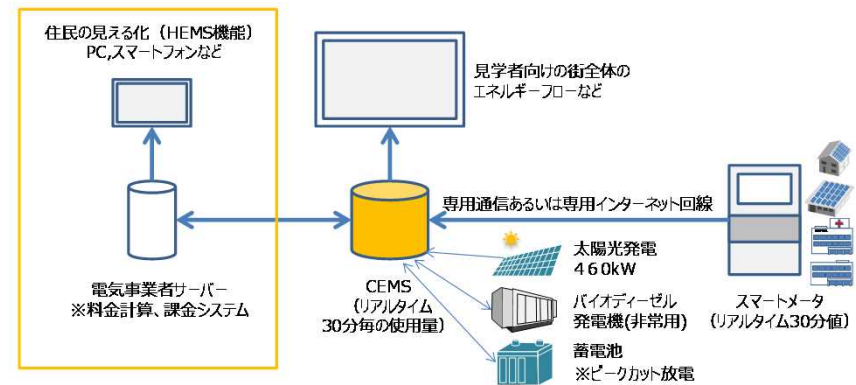 住民の見える化（HEMS機能）
PC,スマートフォンなど
見学者向けの街全体の
エネルギーフローなど
専用通信あるいは専用インターネット回線
電気事業者サーバー
※料金計算、課金システム
CEMS
（リアルタイム
30分毎の使用量）
太陽光発電
４６０kW
バイオディーゼル
発電機(非常用)
蓄電池
※ピークカット放電
スマートメータ
（リアルタイム30分値）